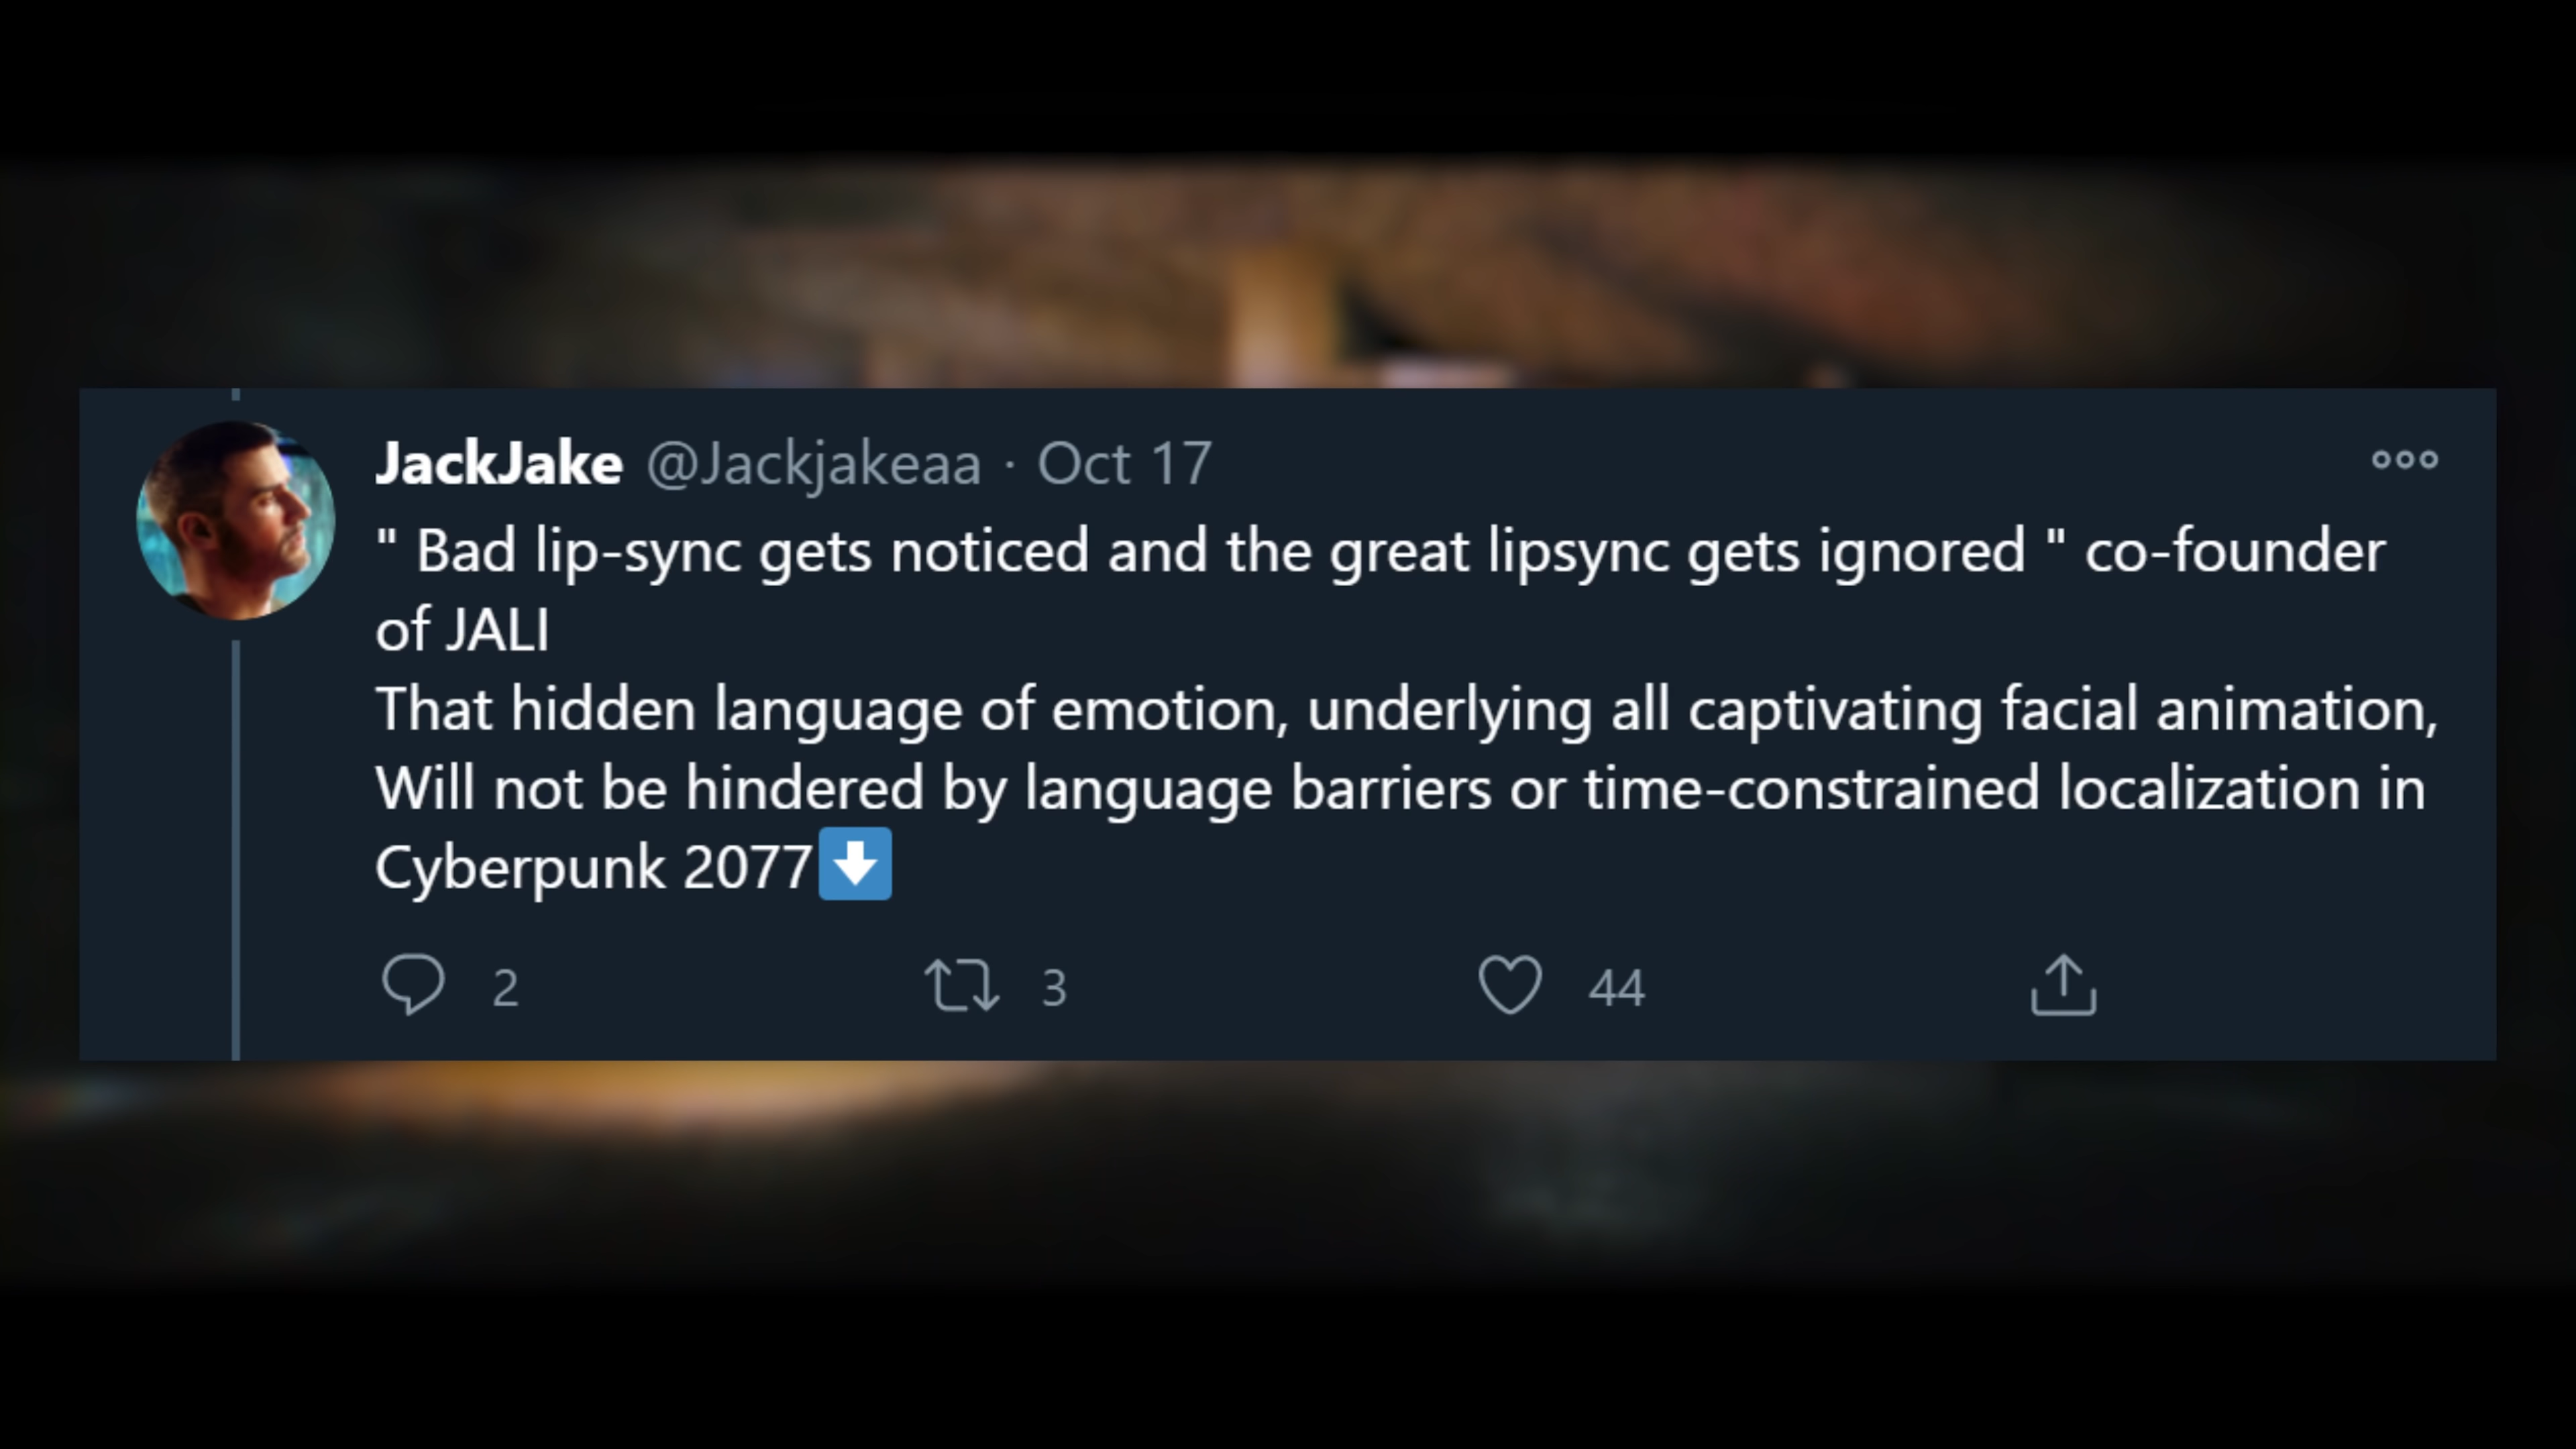 JackJake @Jackjakeaa · Oct 17
" Bad lip-sync gets noticed and the great lipsync gets ignored " co-founder
of JALI
That hidden language of emotion, underlying all captivating facial animation,
Will not be hindered by language barriers or time-constrained localization in
Cyberpunk 2077⬇️
2 3 44